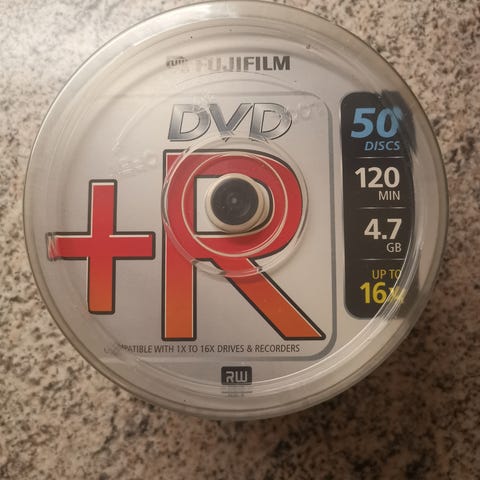 FUJIFILM
DVD
+R
50
DISCS
120
MIN
4.7
GB
UP TO
16x
COMPATIBLE WITH 1X TO 16X DRIVES & RECORDERS
RW